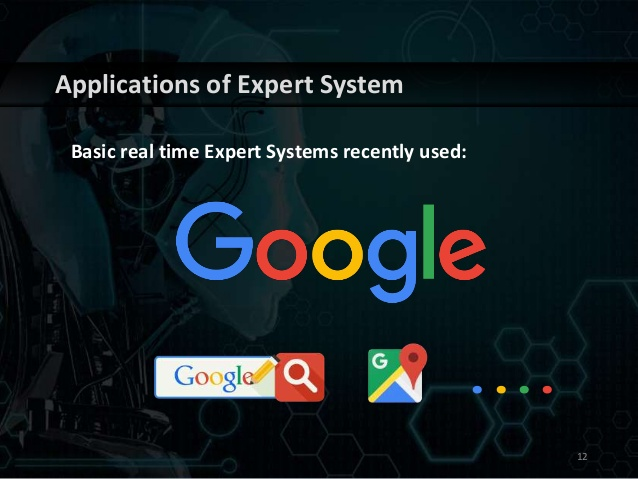 Applications of Expert System
Basic real time Expert Systems recently used:
Google
Google
G
12